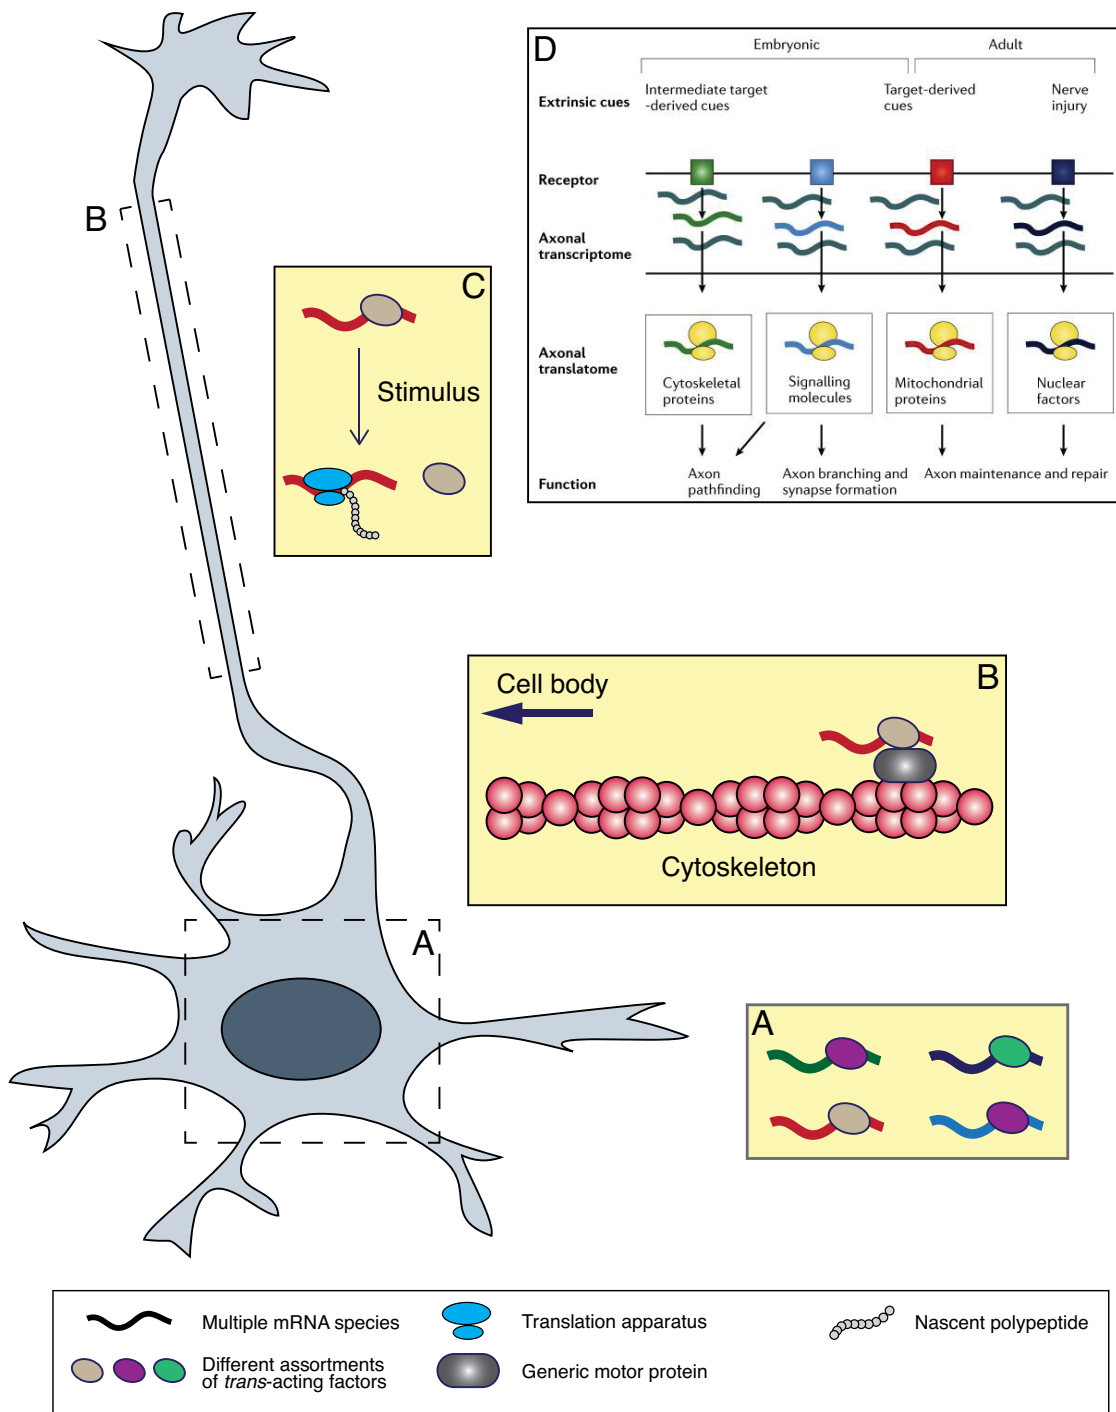 D
Embryonic
Adult
Extrinsic cues
Intermediate target
-derived cues
Target-derived
cues
Nerve
injury
Receptor
Axonal
transcriptome
Axonal
translatome
Cytoskeletal
proteins
Signalling
molecules
Mitochondrial
proteins
Nuclear
factors
Function
Axon
pathfinding
Axon branching and
synapse formation
Axon maintenance and repair
B
C
Stimulus
B
Cell body
Cytoskeleton
A
A
Multiple mRNA species
Translation apparatus
Nascent polypeptide
Different assortments
of trans-acting factors
Generic motor protein